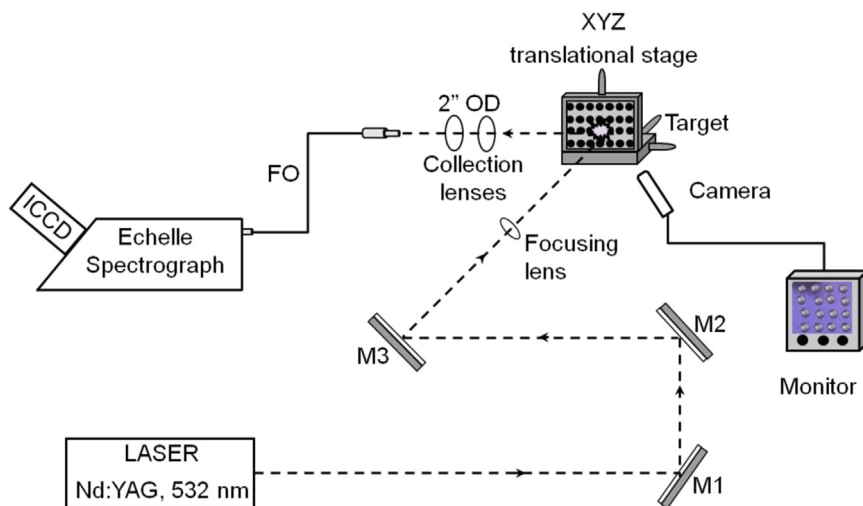 XYZ
translational stage
2” OD
Target
Collection
lenses
FO
Camera
ICCD
Echelle
Spectrograph
Focusing
lens
M2
M3
Monitor
LASER
Nd:YAG, 532 nm
M1